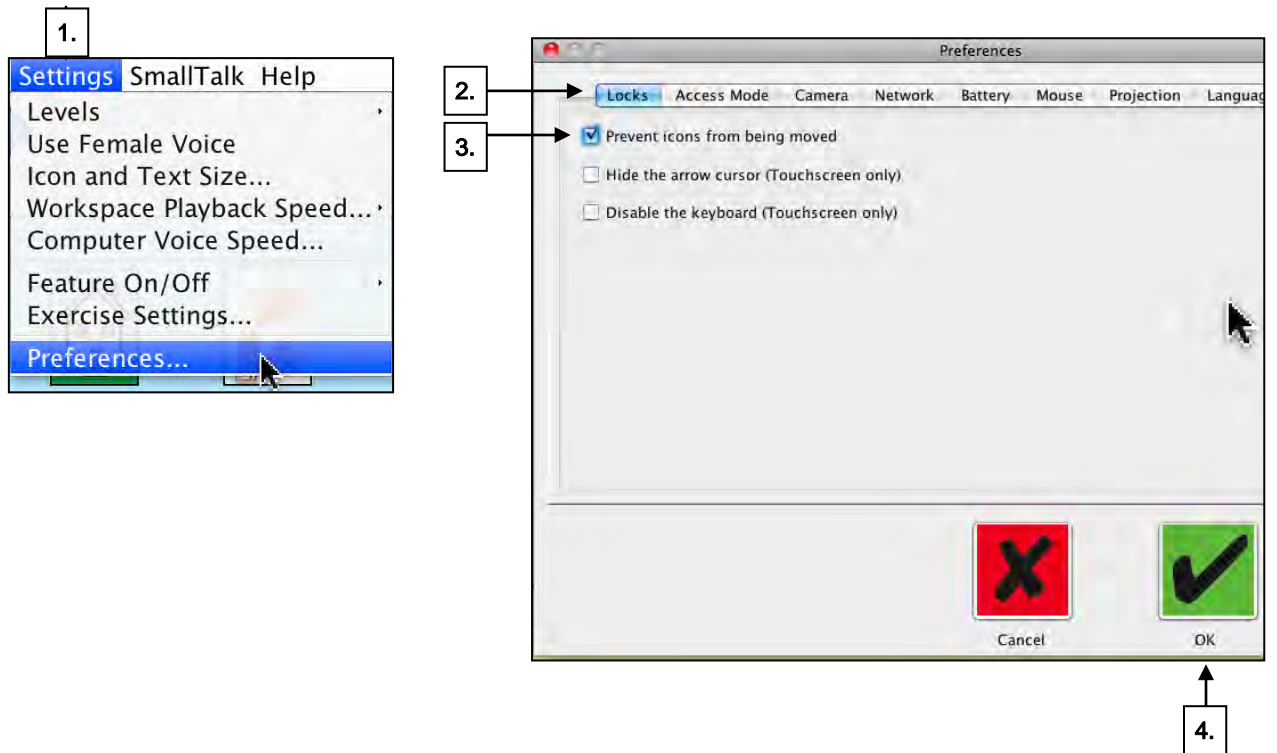 1.
Settings SmallTalk Help
Levels
Use Female Voice
Icon and Text Size...
Workspace Playback Speed...
Computer Voice Speed...
Feature On/Off
Exercise Settings...
Preferences...
Preferences
2.
Locks Access Mode Camera Network Battery Mouse Projection Languag
3.
Prevent icons from being moved
Hide the arrow cursor (Touchscreen only)
Disable the keyboard (Touchscreen only)
Cancel OK
4.